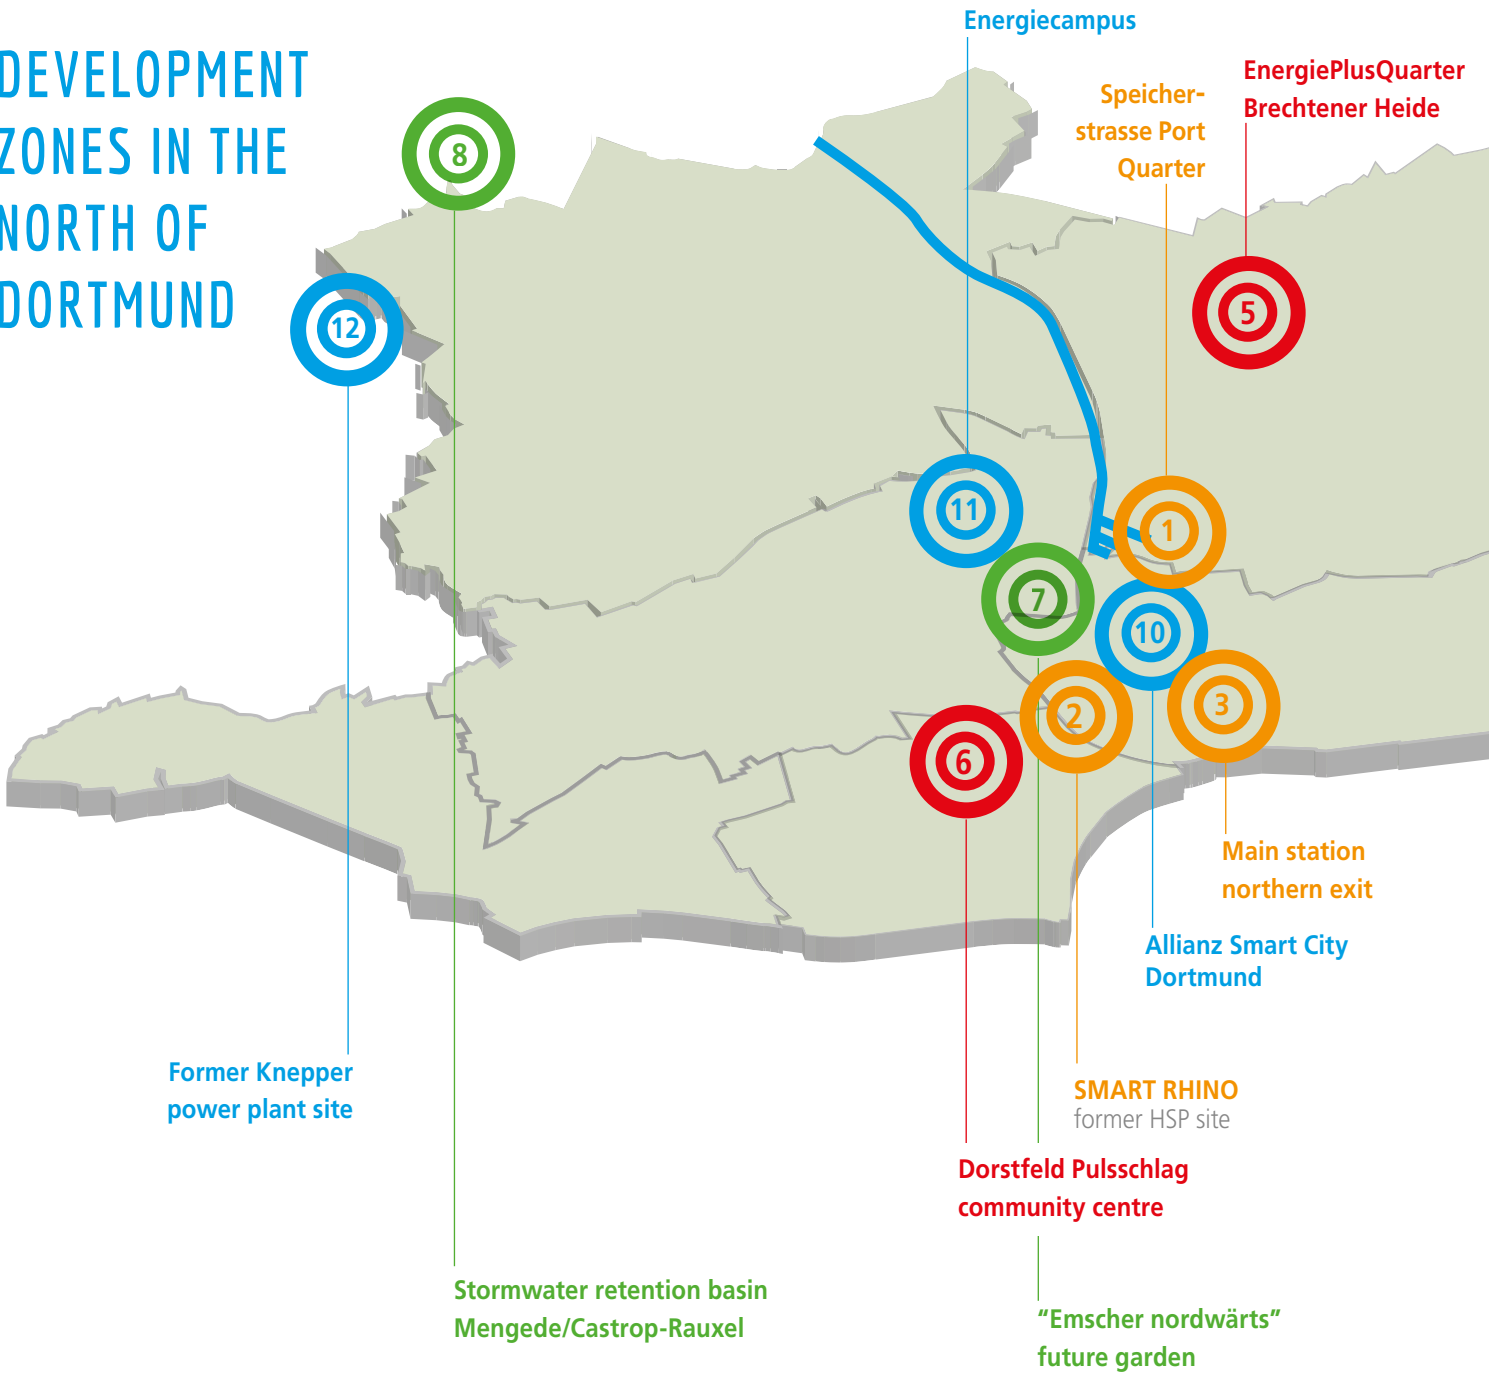 DEVELOPMENT
ZONES IN THE
NORTH OF
DORTMUND
Energiecampus
Speicher-
strasse Port
Quarter
EnergiePlusQuarter
Brechtener Heide
8
12
5
11
1
7
10
2
3
6
Main station
northern exit
Allianz Smart City
Dortmund
Former Knepper
power plant site
SMART RHINO
former HSP site
Dorstfeld Pulsschlag
community centre
Stormwater retention basin
Mengede/Castrop-Rauxel
“Emscher nordwärts”
future garden